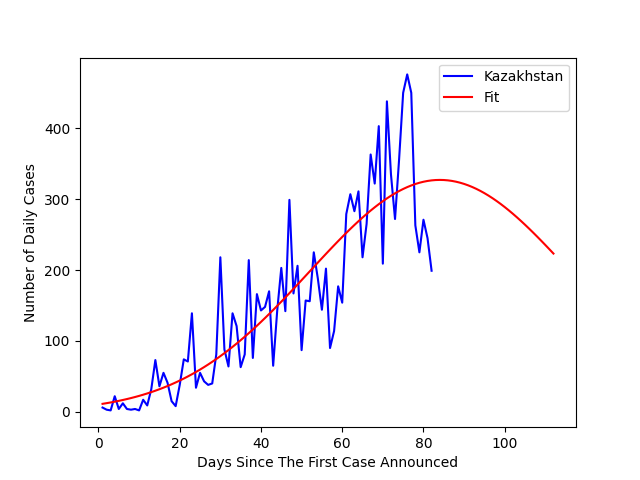 Kazakhstan
Fit
400
300
200
100
0
Number of Daily Cases
0 20 40 60 80 100
Days Since The First Case Announced